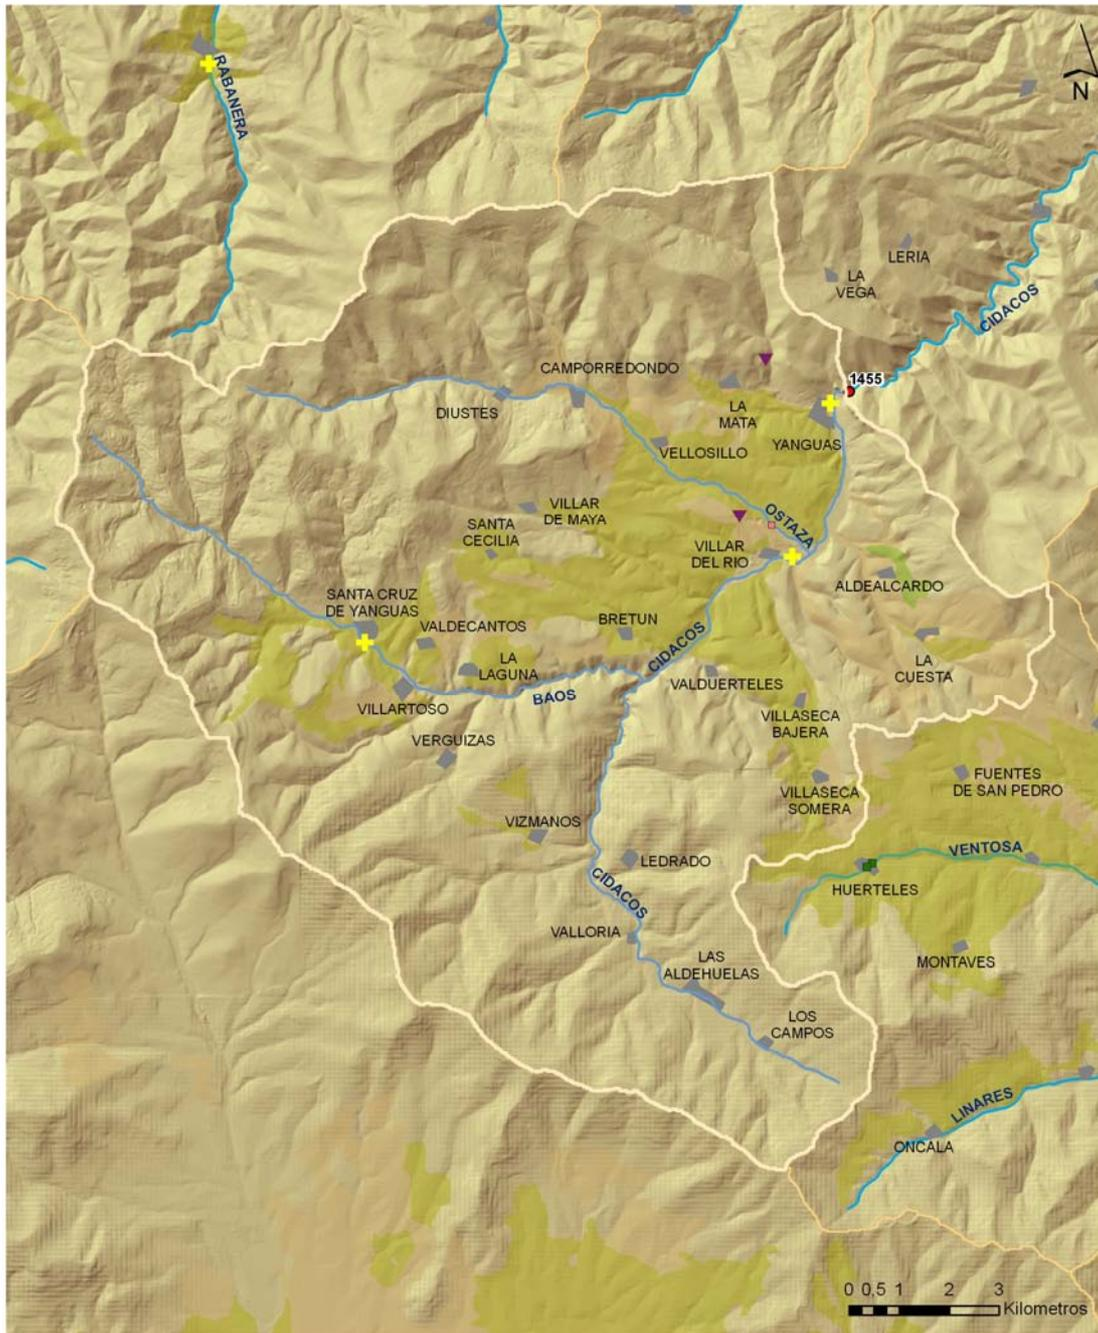 RABANERA
N
LERIA
LA
VEGA
CIDACOS
1455
CAMPORREDONDO
DIUSTES
LA
MATA
YANGUAS
VELLOSILLO
VILLAR
DE MAYA
SANTA
CECILIA
OSTAZA
VILLAR
DEL RIO
ALDEALCARDO
SANTA CRUZ
DE YANGUAS
VALDECANTOS
BRETUN
CIDACOS
LA
CUESTA
LA
LAGUNA
VALDUERTELES
BAOS
VILLARTOSO
VILLASECA
BAJERA
VERGUIZAS
FUENTES
DE SAN PEDRO
VILLASECA
SOMERA
VIZMANOS
VENTOSA
LEDRADO
HUERTELES
CIDACOS
VALLORIA
MONTAVES
LAS
ALDEHUELAS
LOS
CAMPOS
LINARES
ONCALA
0 0,5 1 2 3
Kilometros